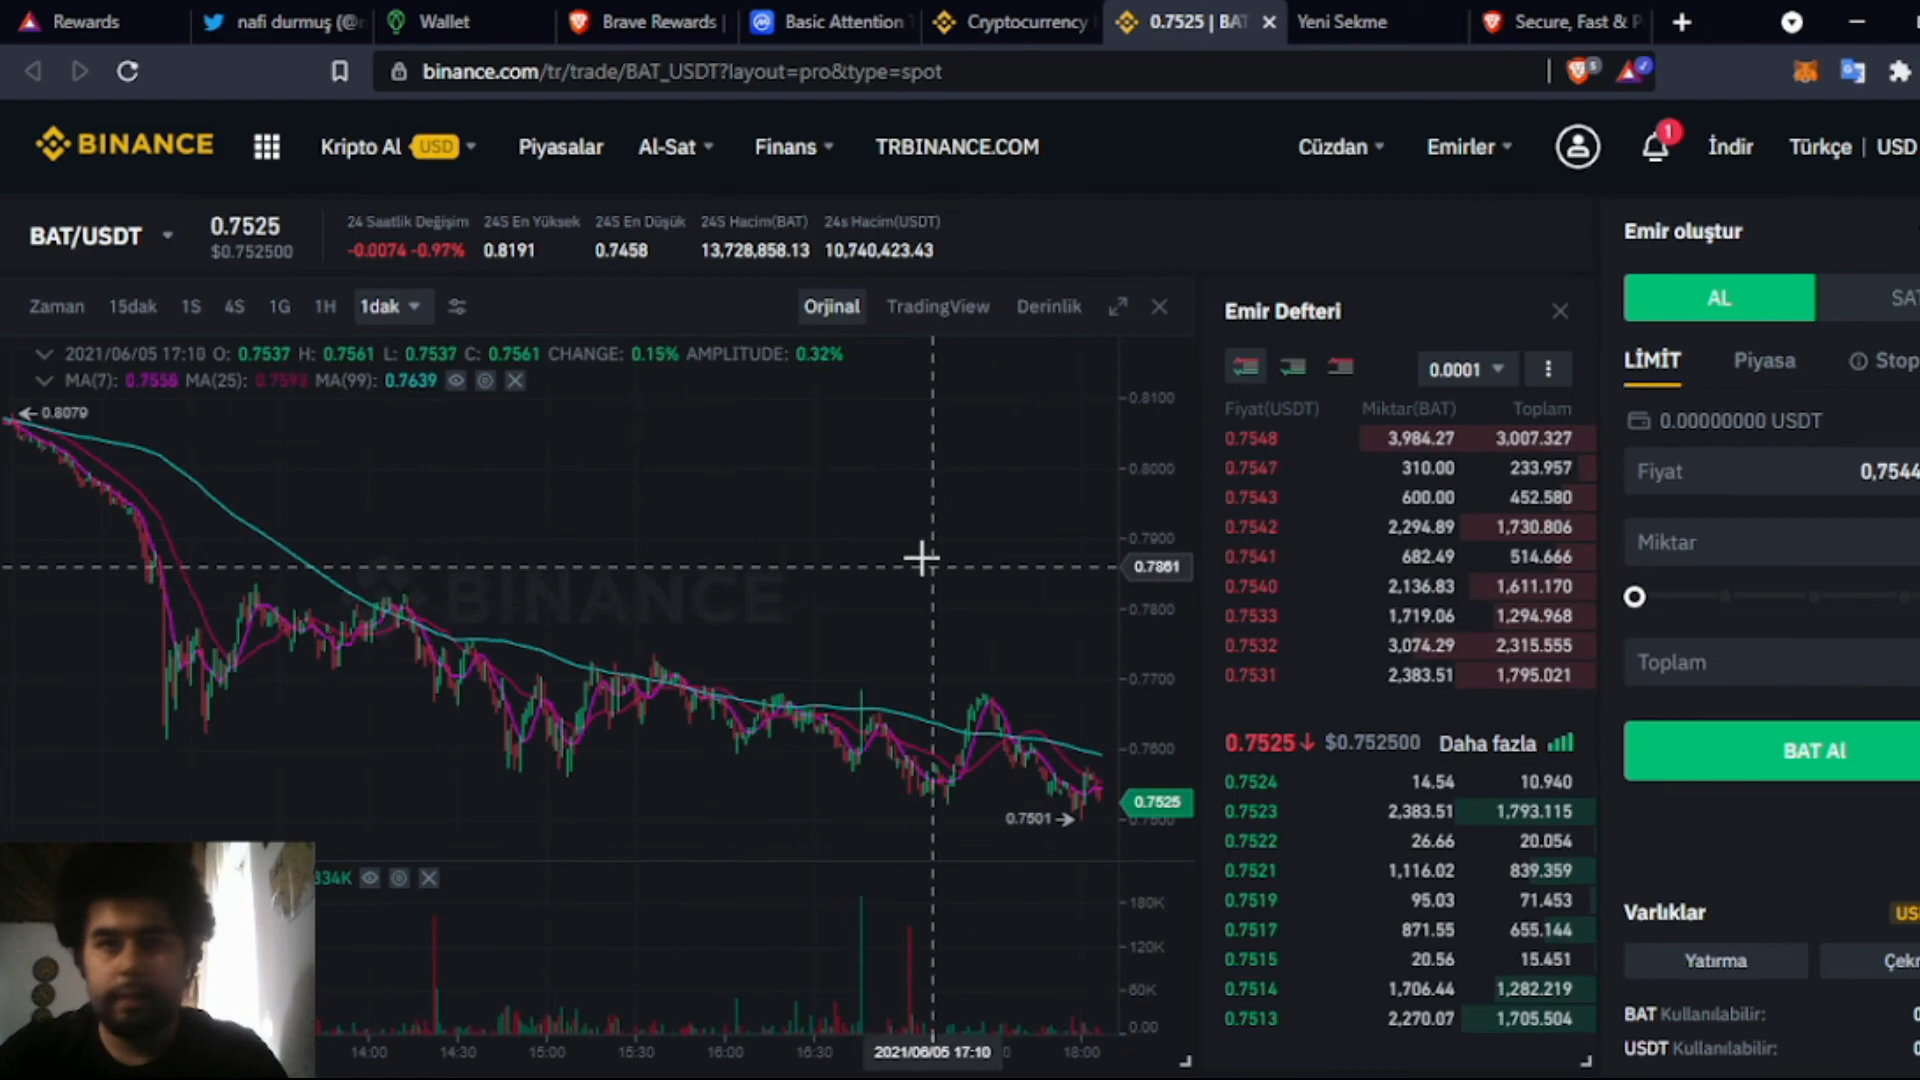 Rewards
nafi durmuş (@
Wallet
Brave Rewards |
Basic Attention
Cryptocurrency
0.7525 | BAT
Yeni Sekme
Secure, Fast & P
binance.com/tr/trade/BAT_USDT?layout=pro&type=spot
BINANCE
Kripto Al USD
Piyasalar
Al-Sat
Finans
TRBINANCE.COM
Cüzdan
Emirler
1
İndir
Türkçe | USD
BAT/USDT
0.7525
$0.752500
24 Saatlik Değişim
-0.0074 -0.97%
24S En Yüksek
0.8191
24S En Düşük
0.7458
24S Hacim(BAT)
13,728,858.13
24s Hacim(USDT)
10,740,423.43
Zaman 15dak 1S 4S 1G 1H 1dak
Orjinal TradingView Derinlik
2021/06/05 17:10 O: 0.7537 H: 0.7561 L: 0.7537 C: 0.7561 CHANGE: 0.15% AMPLITUDE: 0.32%
MA(7): 0.7556 MA(25): 0.7593 MA(99): 0.7639
0.8079
0.8100
0.8000
0.7900
0.7861
0.7800
0.7700
0.7600
0.7525
0.7500
0.7501
BINANCE
334K
180K
120K
60K
0.00
14:00 14:30 15:00 15:30 16:00 16:30 2021/06/05 17:10 18:00
Emir Defteri
0.0001
Fiyat(USDT) Miktar(BAT) Toplam
0.7548 3,984.27 3,007.327
0.7547 310.00 233.957
0.7543 600.00 452.580
0.7542 2,294.89 1,730.806
0.7541 682.49 514.666
0.7540 2,136.83 1,611.170
0.7533 1,719.06 1,294.968
0.7532 3,074.29 2,315.555
0.7531 2,383.51 1,795.021
0.7525 $0.752500 Daha fazla
0.7524 14.54 10.940
0.7523 2,383.51 1,793.115
0.7522 26.66 20.054
0.7521 1,116.02 839.359
0.7519 95.03 71.453
0.7517 871.55 655.144
0.7515 20.56 15.451
0.7514 1,706.44 1,282.219
0.7513 2,270.07 1,705.504
Emir oluştur
AL SAT
LİMİT Piyasa Stop
0.00000000 USDT
Fiyat 0,7544
Miktar
Toplam
BAT Al
Varlıklar
Yatırma
BAT Kullanılabilir:
USDT Kullanılabilir: